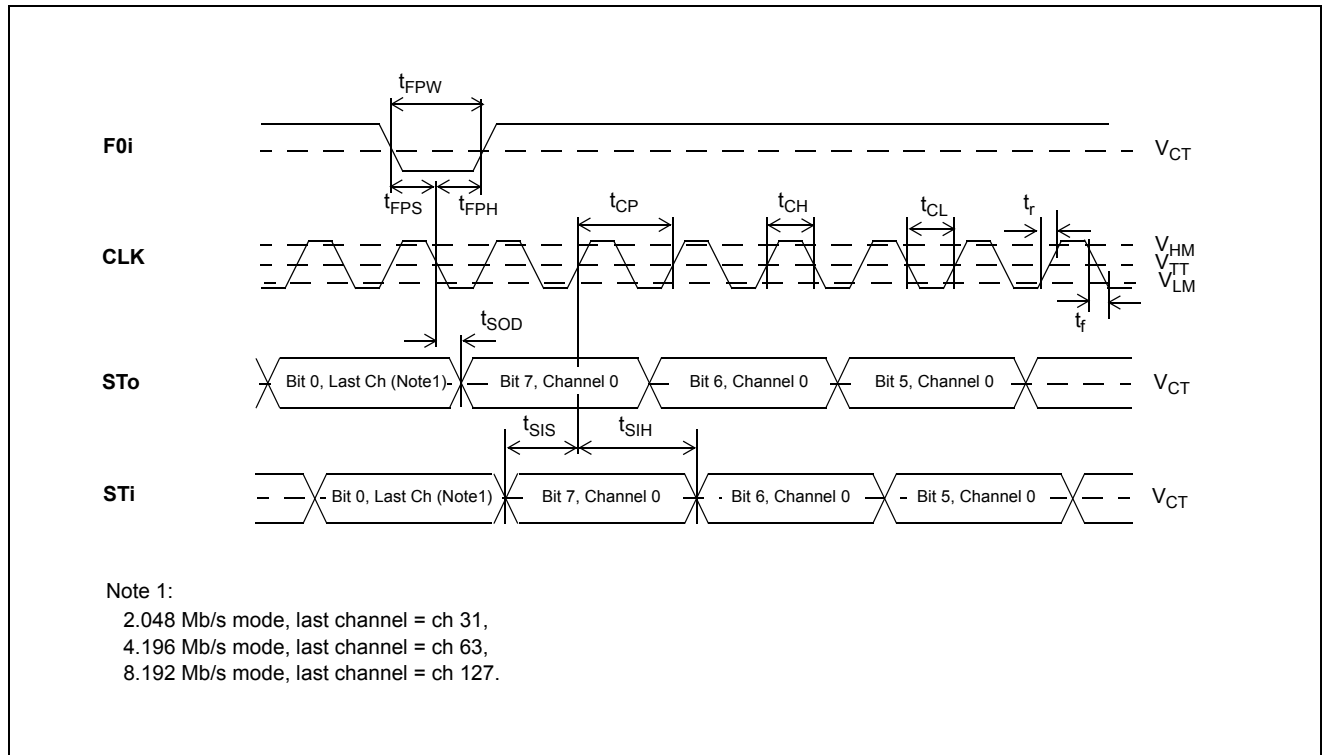 tFPW
F0i
VCT
tFPS
tFPH
tCP
tCH
tCL
tr
CLK
VHM
VTT
VLM
tf
tSOD
STo
Bit 0, Last Ch (Note1)
Bit 7, Channel 0
Bit 6, Channel 0
Bit 5, Channel 0
VCT
tSIS
tSIH
STi
Bit 0, Last Ch (Note1)
Bit 7, Channel 0
Bit 6, Channel 0
Bit 5, Channel 0
VCT
Note 1:
2.048 Mb/s mode, last channel = ch 31,
4.196 Mb/s mode, last channel = ch 63,
8.192 Mb/s mode, last channel = ch 127.